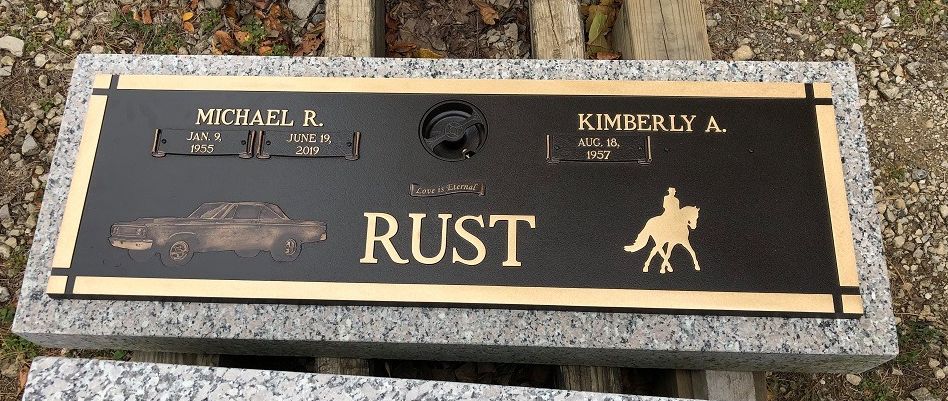 MICHAEL R.
JAN. 9,
1955
JUNE 19,
2019
KIMBERLY A.
AUG. 18,
1957
Love is Eternal
RUST